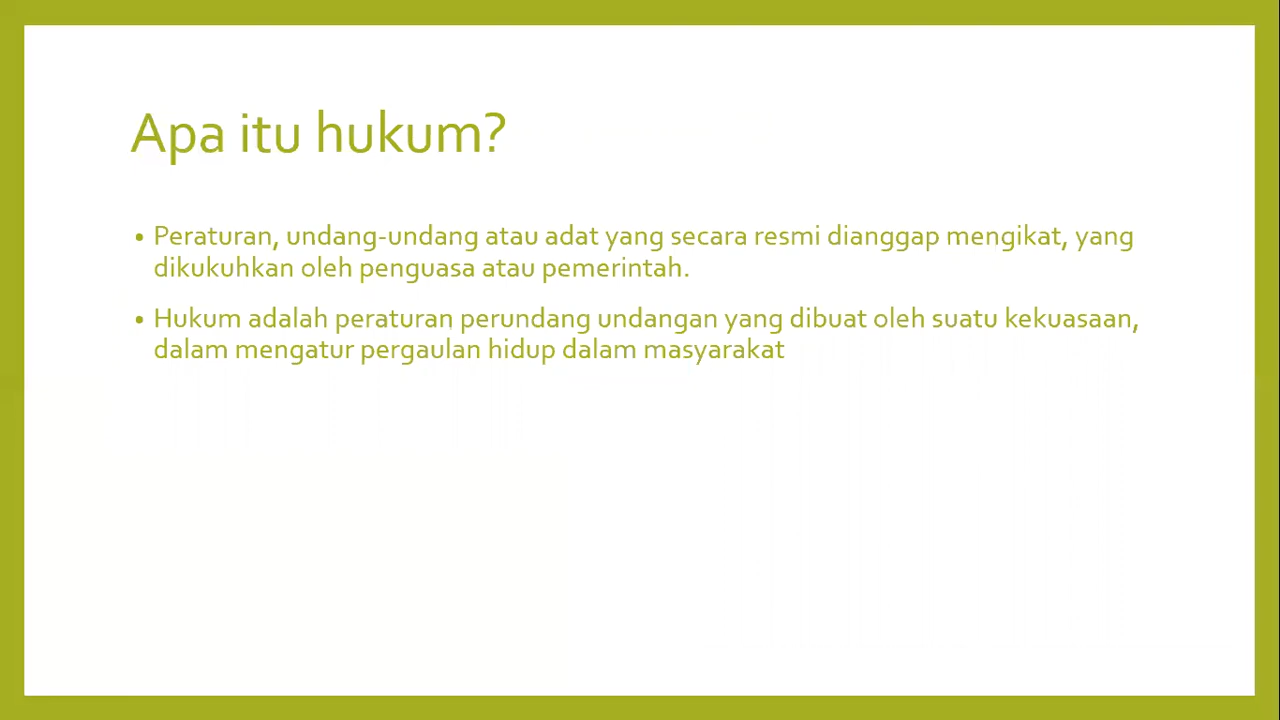 Apa itu hukum?
• Peraturan, undang-undang atau adat yang secara resmi dianggap mengikat, yang
dikukuhkan oleh penguasa atau pemerintah.
• Hukum adalah peraturan perundang undangan yang dibuat oleh suatu kekuasaan,
dalam mengatur pergaulan hidup dalam masyarakat